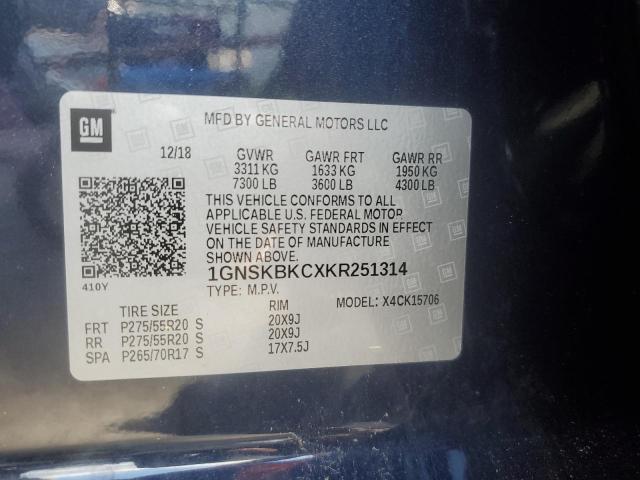 GM
MFD BY GENERAL MOTORS LLC
12/18 GVWR GAWR FRT GAWR RR
3311 KG 1633 KG 1950 KG
7300 LB 3600 LB 4300 LB
THIS VEHICLE CONFORMS TO ALL
APPLICABLE U.S. FEDERAL MOTOR
VEHICLE SAFETY STANDARDS IN EFFECT
ON THE DATE OF MANUFACTURE
SHOWN ABOVE.
1GNSKBKCXKR251314
410Y
TYPE: M.P.V. MODEL: X4CK15706
TIRE SIZE RIM
FRT P275/55R20 S 20X9J
RR P275/55R20 S 20X9J
SPA P265/70R17 S 17X7.5J